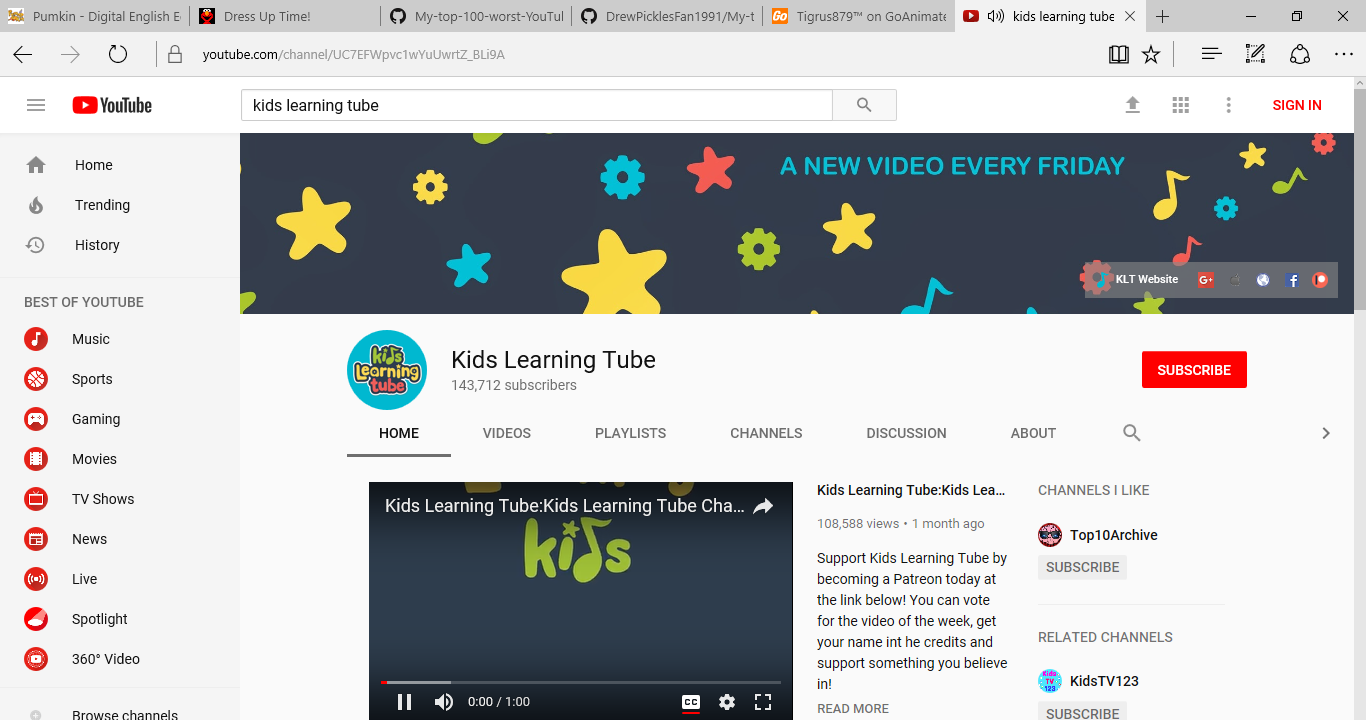 Pumkin - Digital English E
Dress Up Time!
My-top-100-worst-YouTul
DrewPicklesFan1991/My-t
Tigrus879™ on GoAnimate
kids learning tube
youtube.com/channel/UC7EFWpvc1wYuUwrtZ_BLi9A
YouTube
kids learning tube
SIGN IN
Home
Trending
History
BEST OF YOUTUBE
Music
Sports
Gaming
Movies
TV Shows
News
Live
Spotlight
360° Video
Browse channels
A NEW VIDEO EVERY FRIDAY
KLT Website
G+
kids
Learning
tube
Kids Learning Tube
143,712 subscribers
SUBSCRIBE
HOME
VIDEOS
PLAYLISTS
CHANNELS
DISCUSSION
ABOUT
Kids Learning Tube:Kids Learning Tube Cha...
kids
0:00 / 1:00
CC
Kids Learning Tube:Kids Lea...
108,588 views • 1 month ago
Support Kids Learning Tube by
becoming a Patreon today at
the link below! You can vote
for the video of the week, get
your name int he credits and
support something you believe
in!
READ MORE
CHANNELS I LIKE
Top10Archive
SUBSCRIBE
RELATED CHANNELS
Kids
TV
123
KidsTV123
SUBSCRIBE